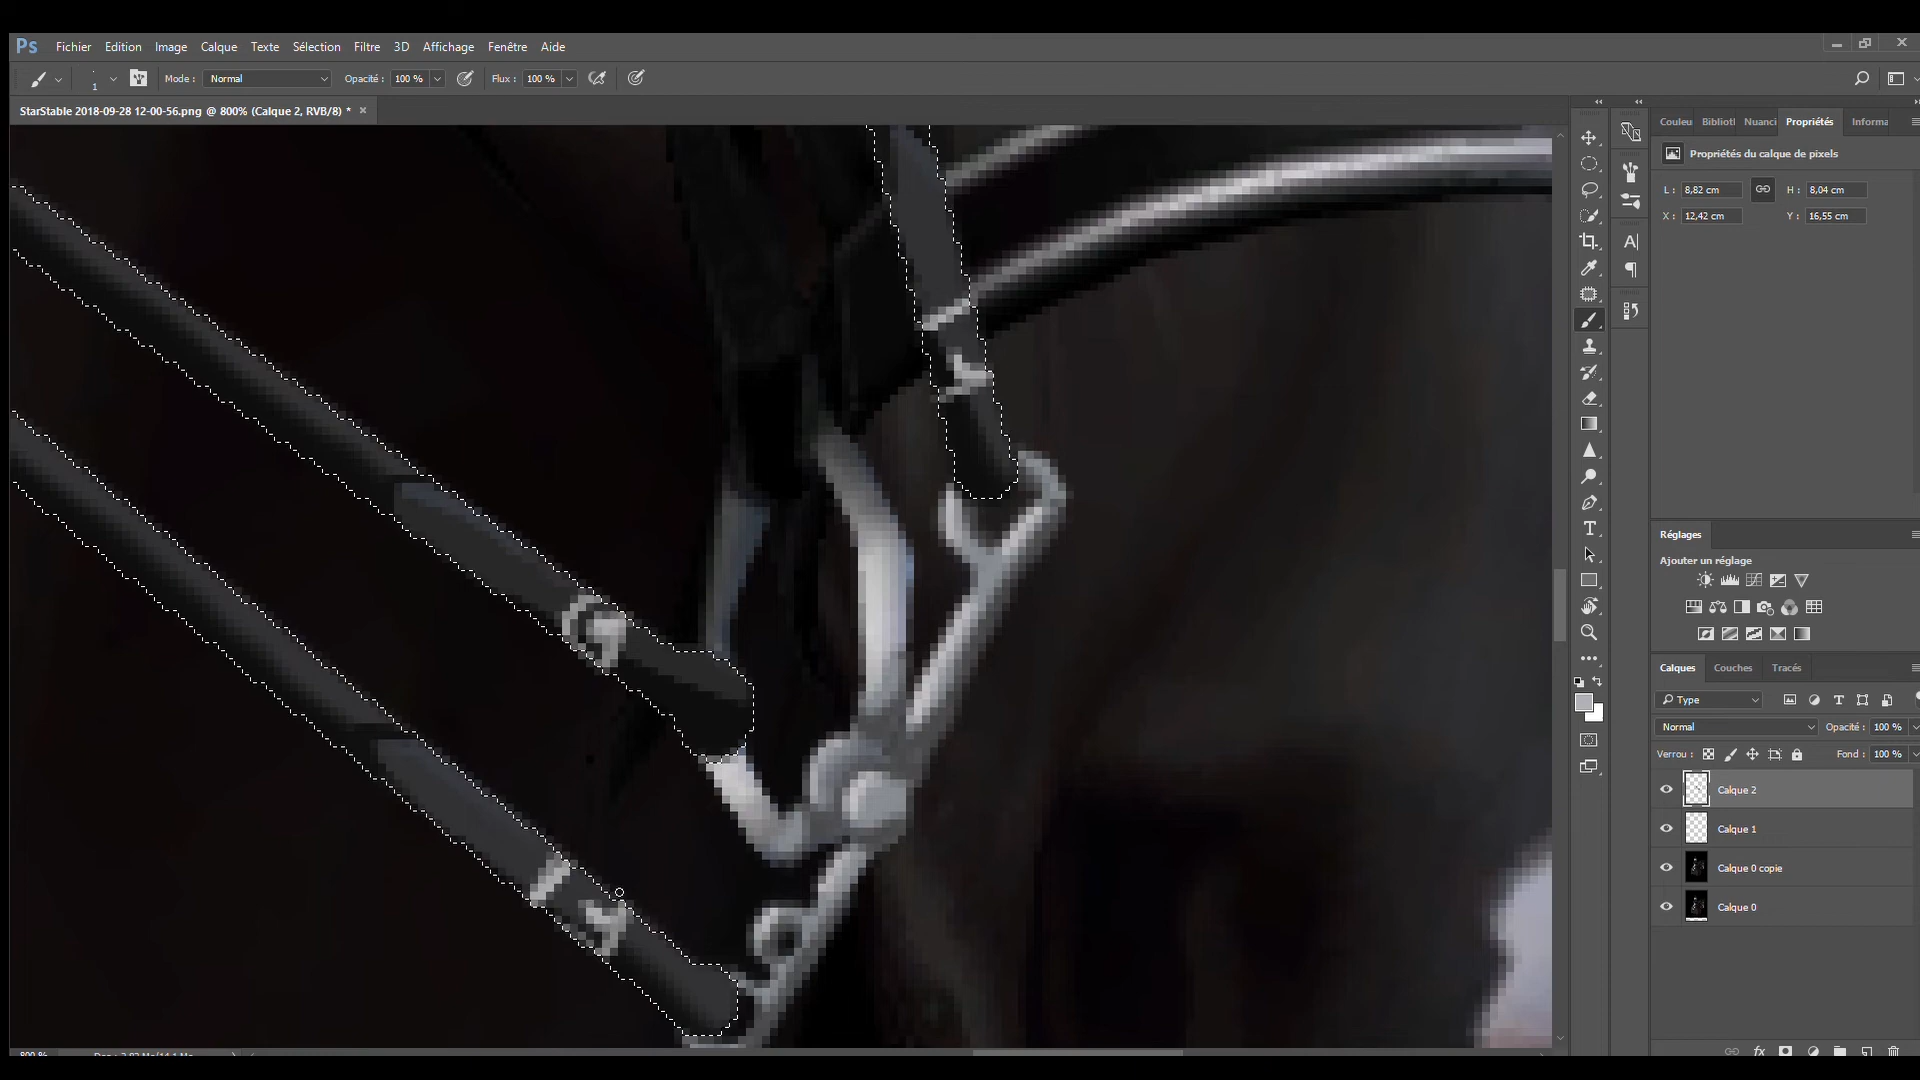 Ps Fichier Edition Image Calque Texte Sélection Filtre 3D Affichage Fenêtre Aide
1 Mode : Normal Opacité : 100 % Flux : 100 %
StarStable 2018-09-28 12-00-56.png @ 800% (Calque 2, RVB/8) * ×
Couleu Bibliotl Nuanci Propriétés Informa
Propriétés du calque de pixels
L : 8,82 cm H : 8,04 cm
X : 12,42 cm Y : 16,55 cm
Réglages
Ajouter un réglage
Calques Couches Tracés
Type
Normal Opacité : 100 %
Verrou : Fond : 100 %
Calque 2
Calque 1
Calque 0 copie
Calque 0
fx